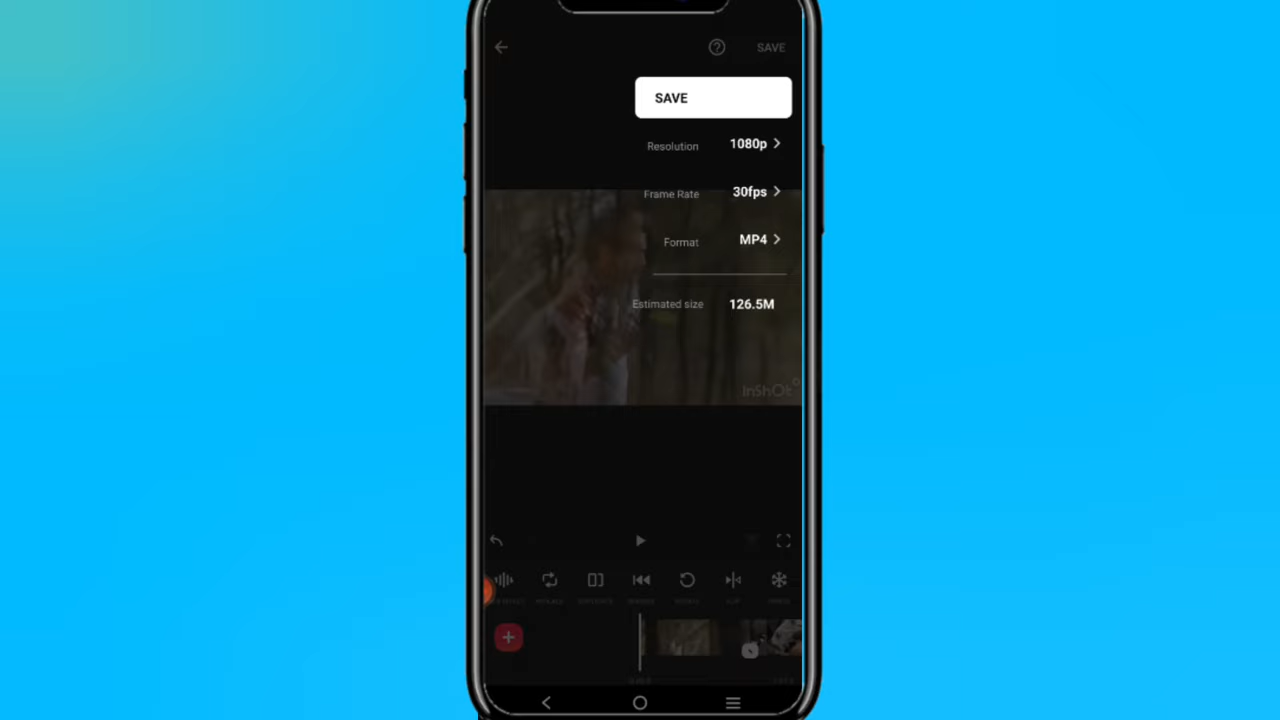 SAVE
SAVE
Resolution 1080p
Frame Rate 30fps
Format MP4
Estimated size 126.5M
InShOt